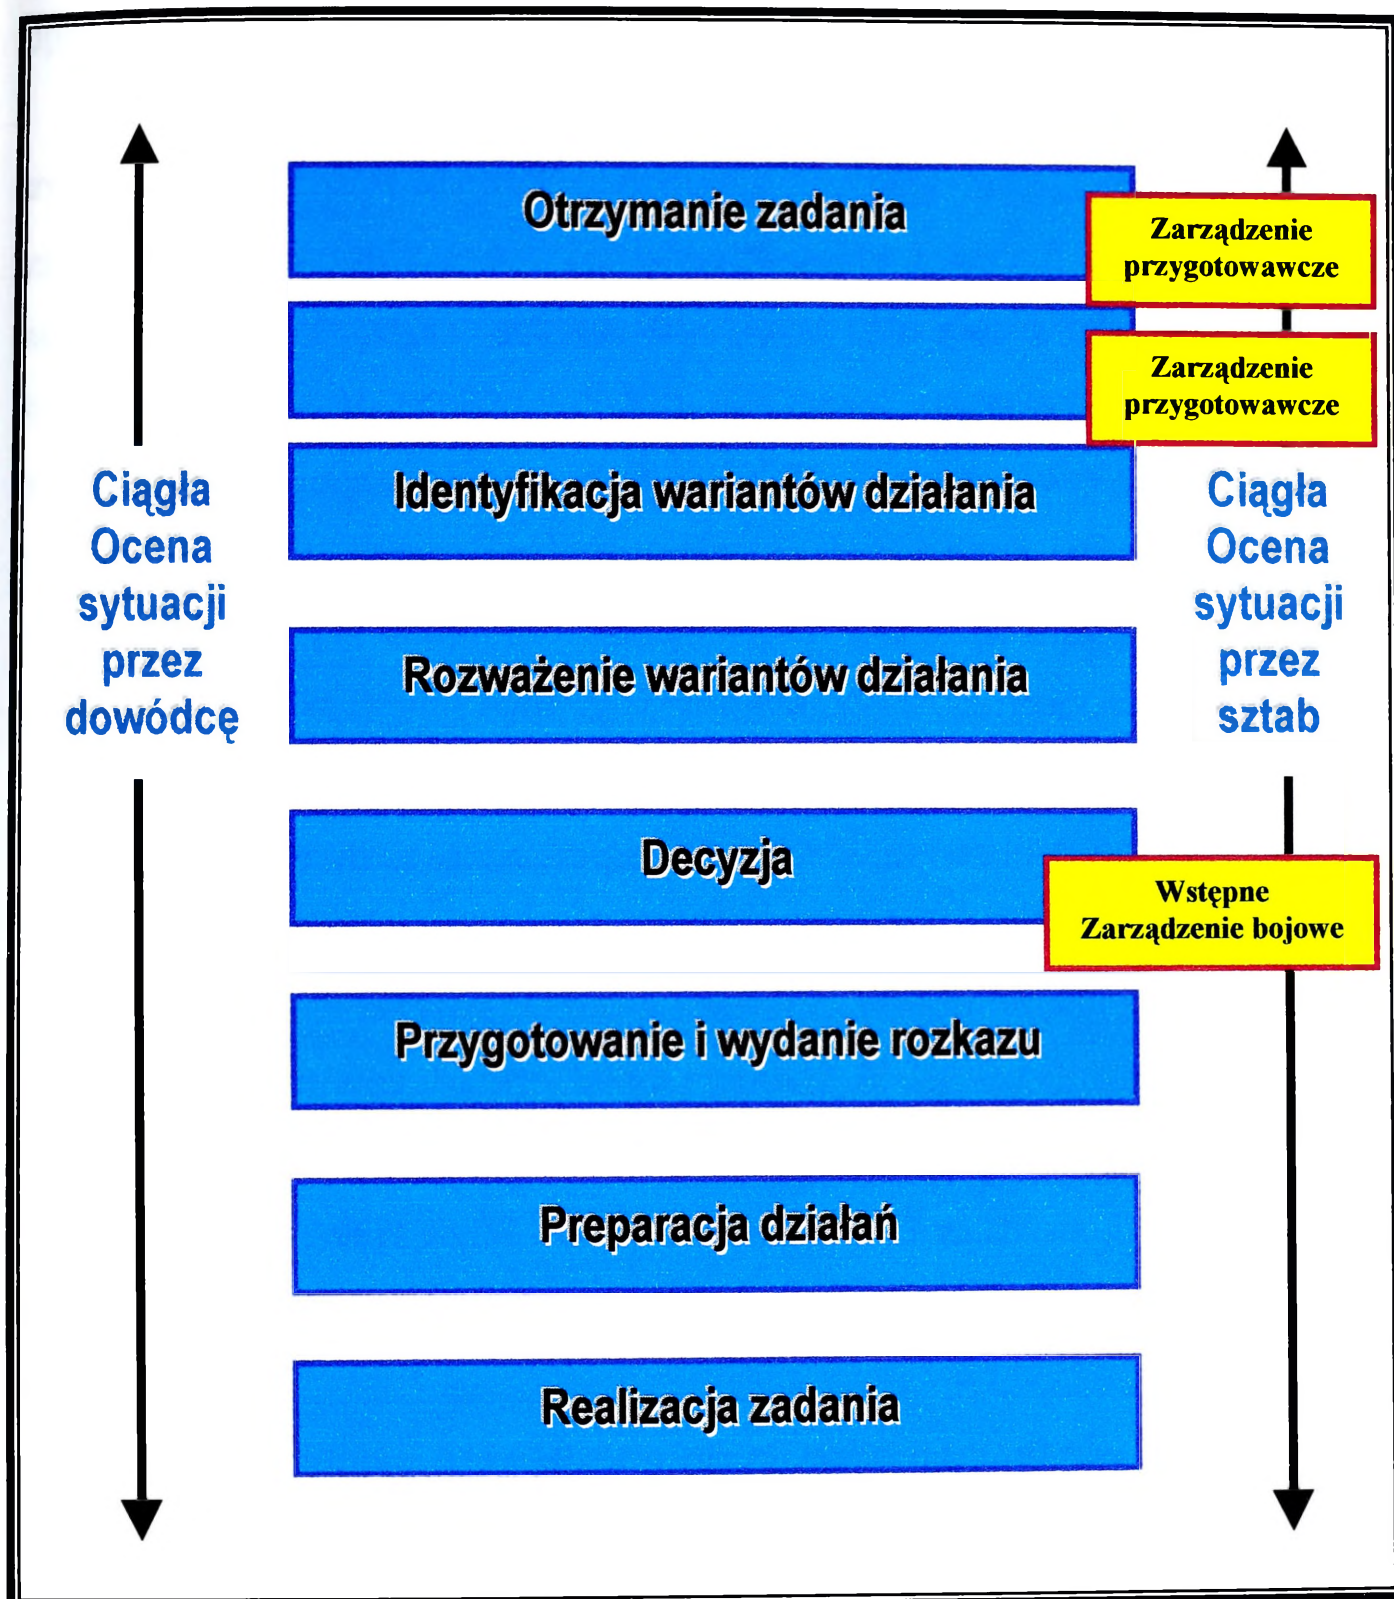 Otrzymanie zadania
Zarządzenie
przygotowawcze
Zarządzenie
przygotowawcze
Identyfikacja wariantów działania
Ciągła
Ocena
sytuacji
przez
dowódcę
Ciągła
Ocena
sytuacji
przez
sztab
Rozważenie wariantów działania
Decyzja
Wstępne
Zarządzenie bojowe
Przygotowanie i wydanie rozkazu
Preparacja działań
Realizacja zadania